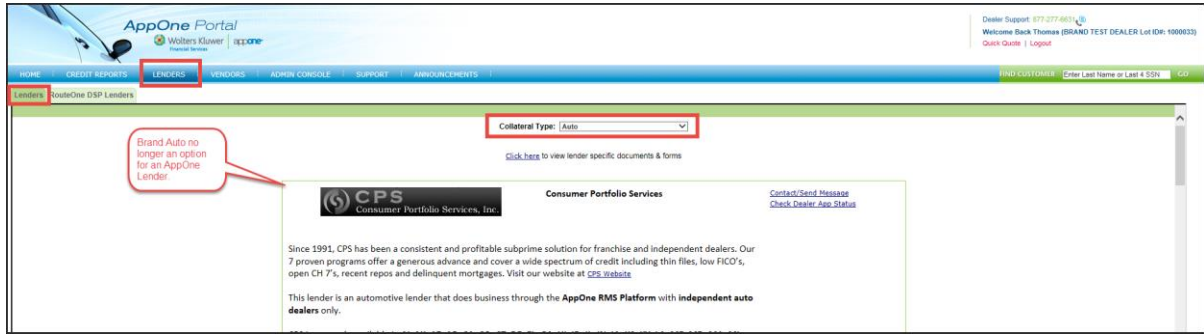 AppOne Portal
Wolters Kluwer | appone
Financial Services
Dealer Support: 877-277-6631
Welcome Back Thomas (BRAND TEST DEALER Lot ID#: 1000033)
Quick Quote | Logout
HOME CREDIT REPORTS LENDERS VENDORS ADMIN CONSOLE SUPPORT ANNOUNCEMENTS
FIND CUSTOMER Enter Last Name or Last 4 SSN GO
Lenders RouteOne DSP Lenders
Collateral Type: Auto
Click here to view lender specific documents & forms
Brand Auto no
longer an option
for an AppOne
Lender.
CPS
Consumer Portfolio Services, Inc.
Consumer Portfolio Services
Contact/Send Message
Check Dealer App Status
Since 1991, CPS has been a consistent and profitable subprime solution for franchise and independent dealers. Our
7 proven programs offer a generous advance and cover a wide spectrum of credit including thin files, low FICO's,
open CH 7's, recent repos and delinquent mortgages. Visit our website at CPS Website
This lender is an automotive lender that does business through the AppOne RMS Platform with independent auto
dealers only.